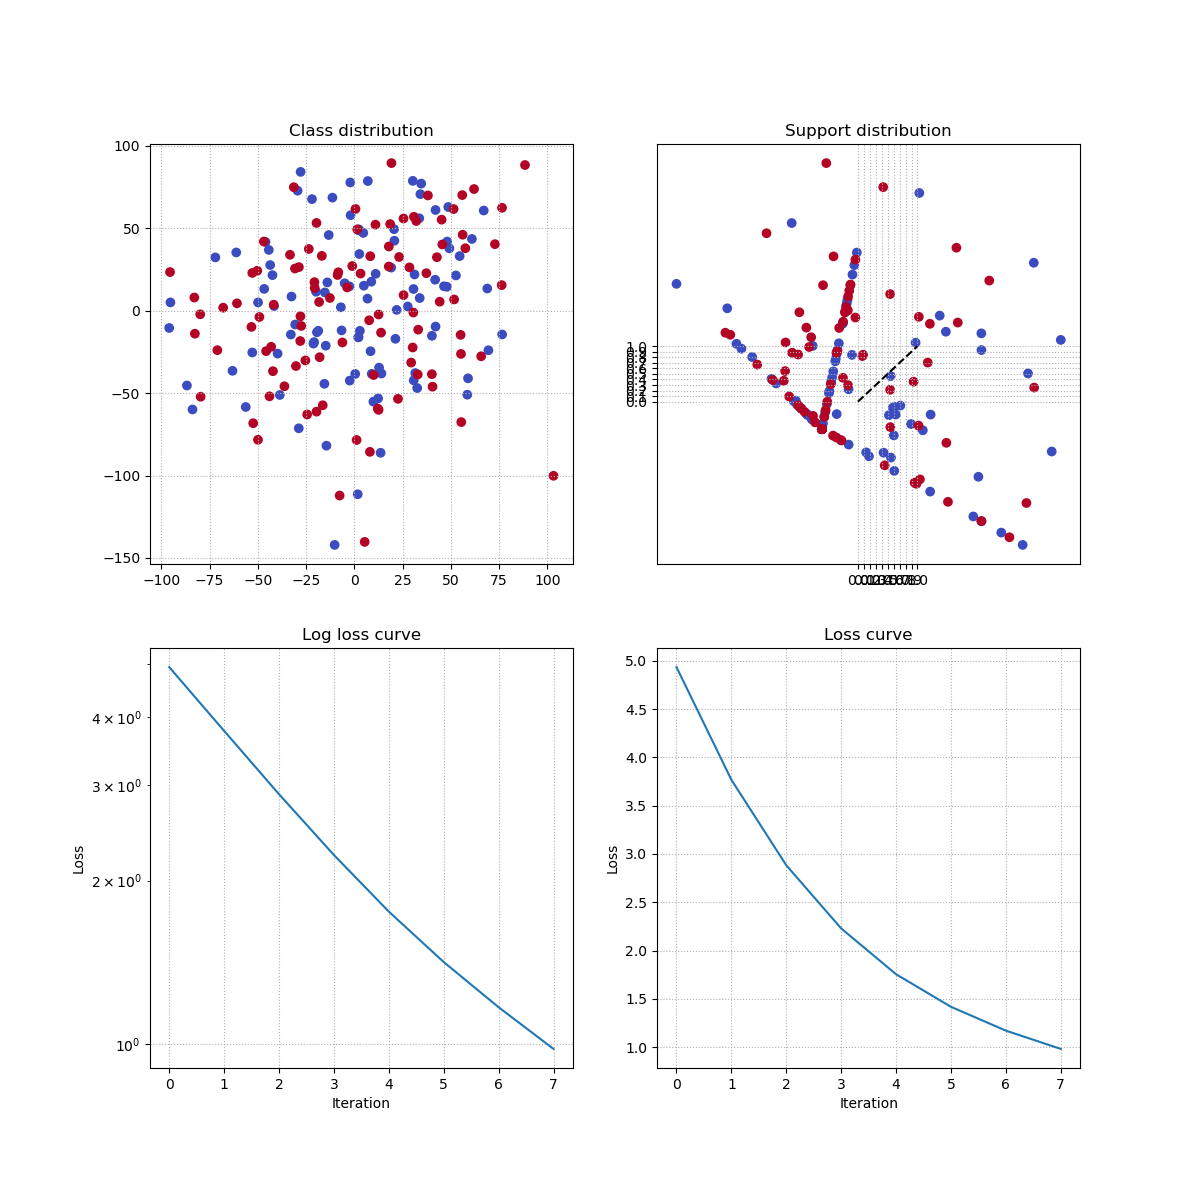 Class distribution
100
50
0
−50
−100
−150
−100 −75 −50 −25 0 25 50 75 100
Support distribution
1.0
0.0
Log loss curve
4 × 10⁰
3 × 10⁰
2 × 10⁰
10⁰
Loss
0 1 2 3 4 5 6 7
Iteration
Loss curve
5.0
4.5
4.0
3.5
3.0
2.5
2.0
1.5
1.0
Loss
0 1 2 3 4 5 6 7
Iteration